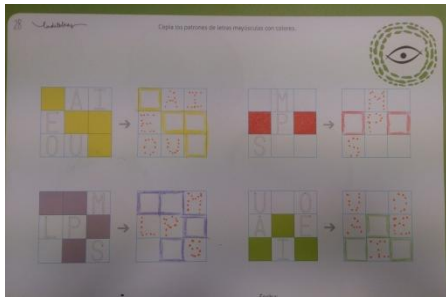 Copia los patrones de letras mayúsculas con colores.
A I → A I
E E
O U O U
M → M
P P
S S
M → M
L P L P
S S
U O → U O
A E A E
I I